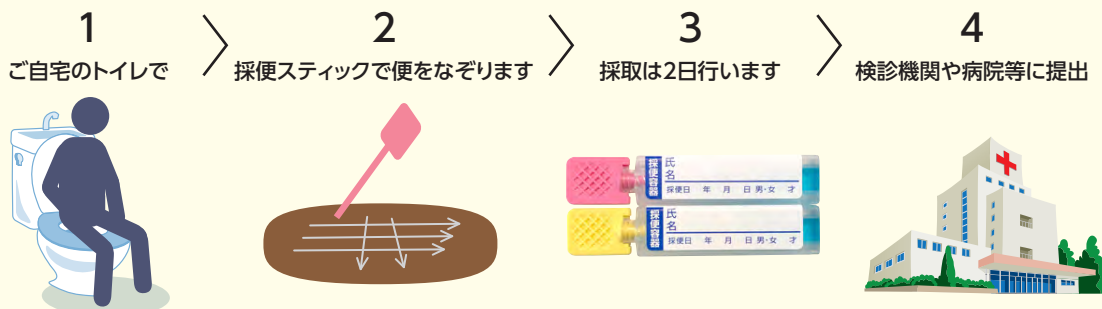 1
ご自宅のトイレで
2
採便スティックで便をなぞります
3
採取は2日行います
4
検診機関や病院等に提出
採便容器
氏名
採便日 年 月 日 男・女 才
採便容器
氏名
採便日 年 月 日 男・女 才